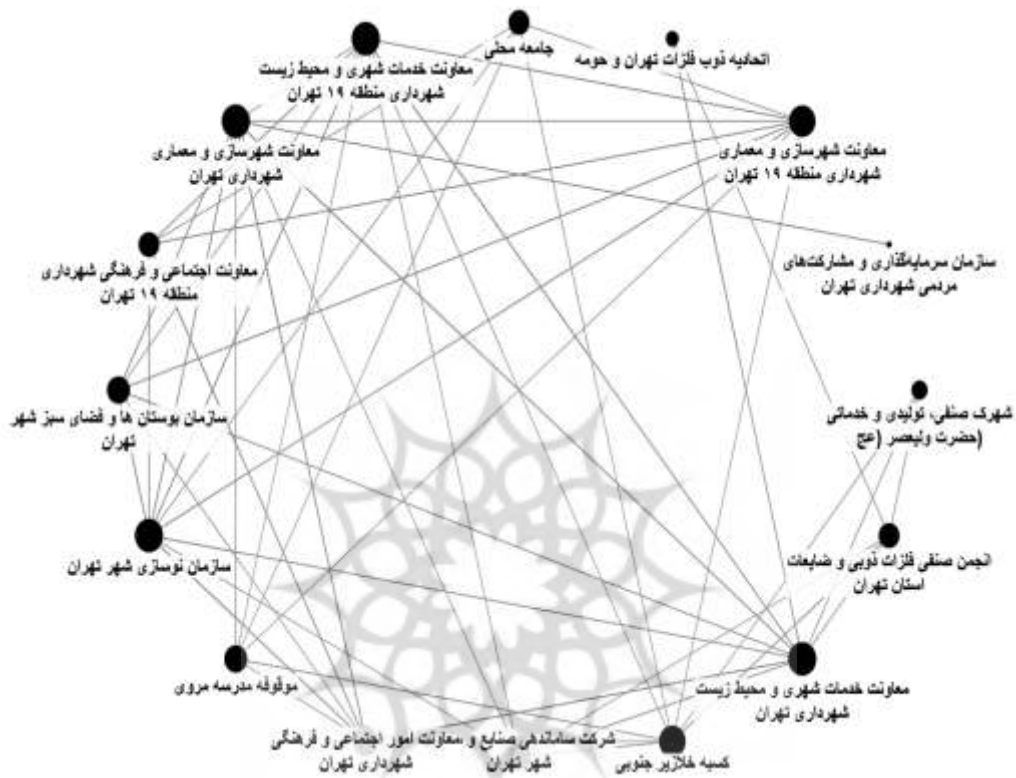 جامعه محلی
اتحادیه ذوب فلزات تهران و حومه
معاونت خدمات شهری و محیط زیست
شهرداری منطقه ۱۹ تهران
معاونت شهرسازی و معماری
شهرداری تهران
معاونت شهرسازی و معماری
شهرداری منطقه ۱۹ تهران
معاونت اجتماعی و فرهنگی شهرداری
منطقه ۱۹ تهران
سازمان سرمایه‌گذاری و مشارکت‌های
مردمی شهرداری تهران
سازمان بوستان ها و فضای سبز شهر
تهران
شهرک صنفی، تولیدی و خدماتی
(حضرت ولیعصر (عج
سازمان نوسازی شهر تهران
انجمن صنفی فلزات ذوبی و ضایعات
استان تهران
موقوفه مدرسه مروی
معاونت خدمات شهری و محیط زیست
شهرداری تهران
معاونت امور اجتماعی و فرهنگی
شهرداری تهران
شرکت ساماندهی صنایع و
شهر تهران
کسبه خلازیر جنوبی